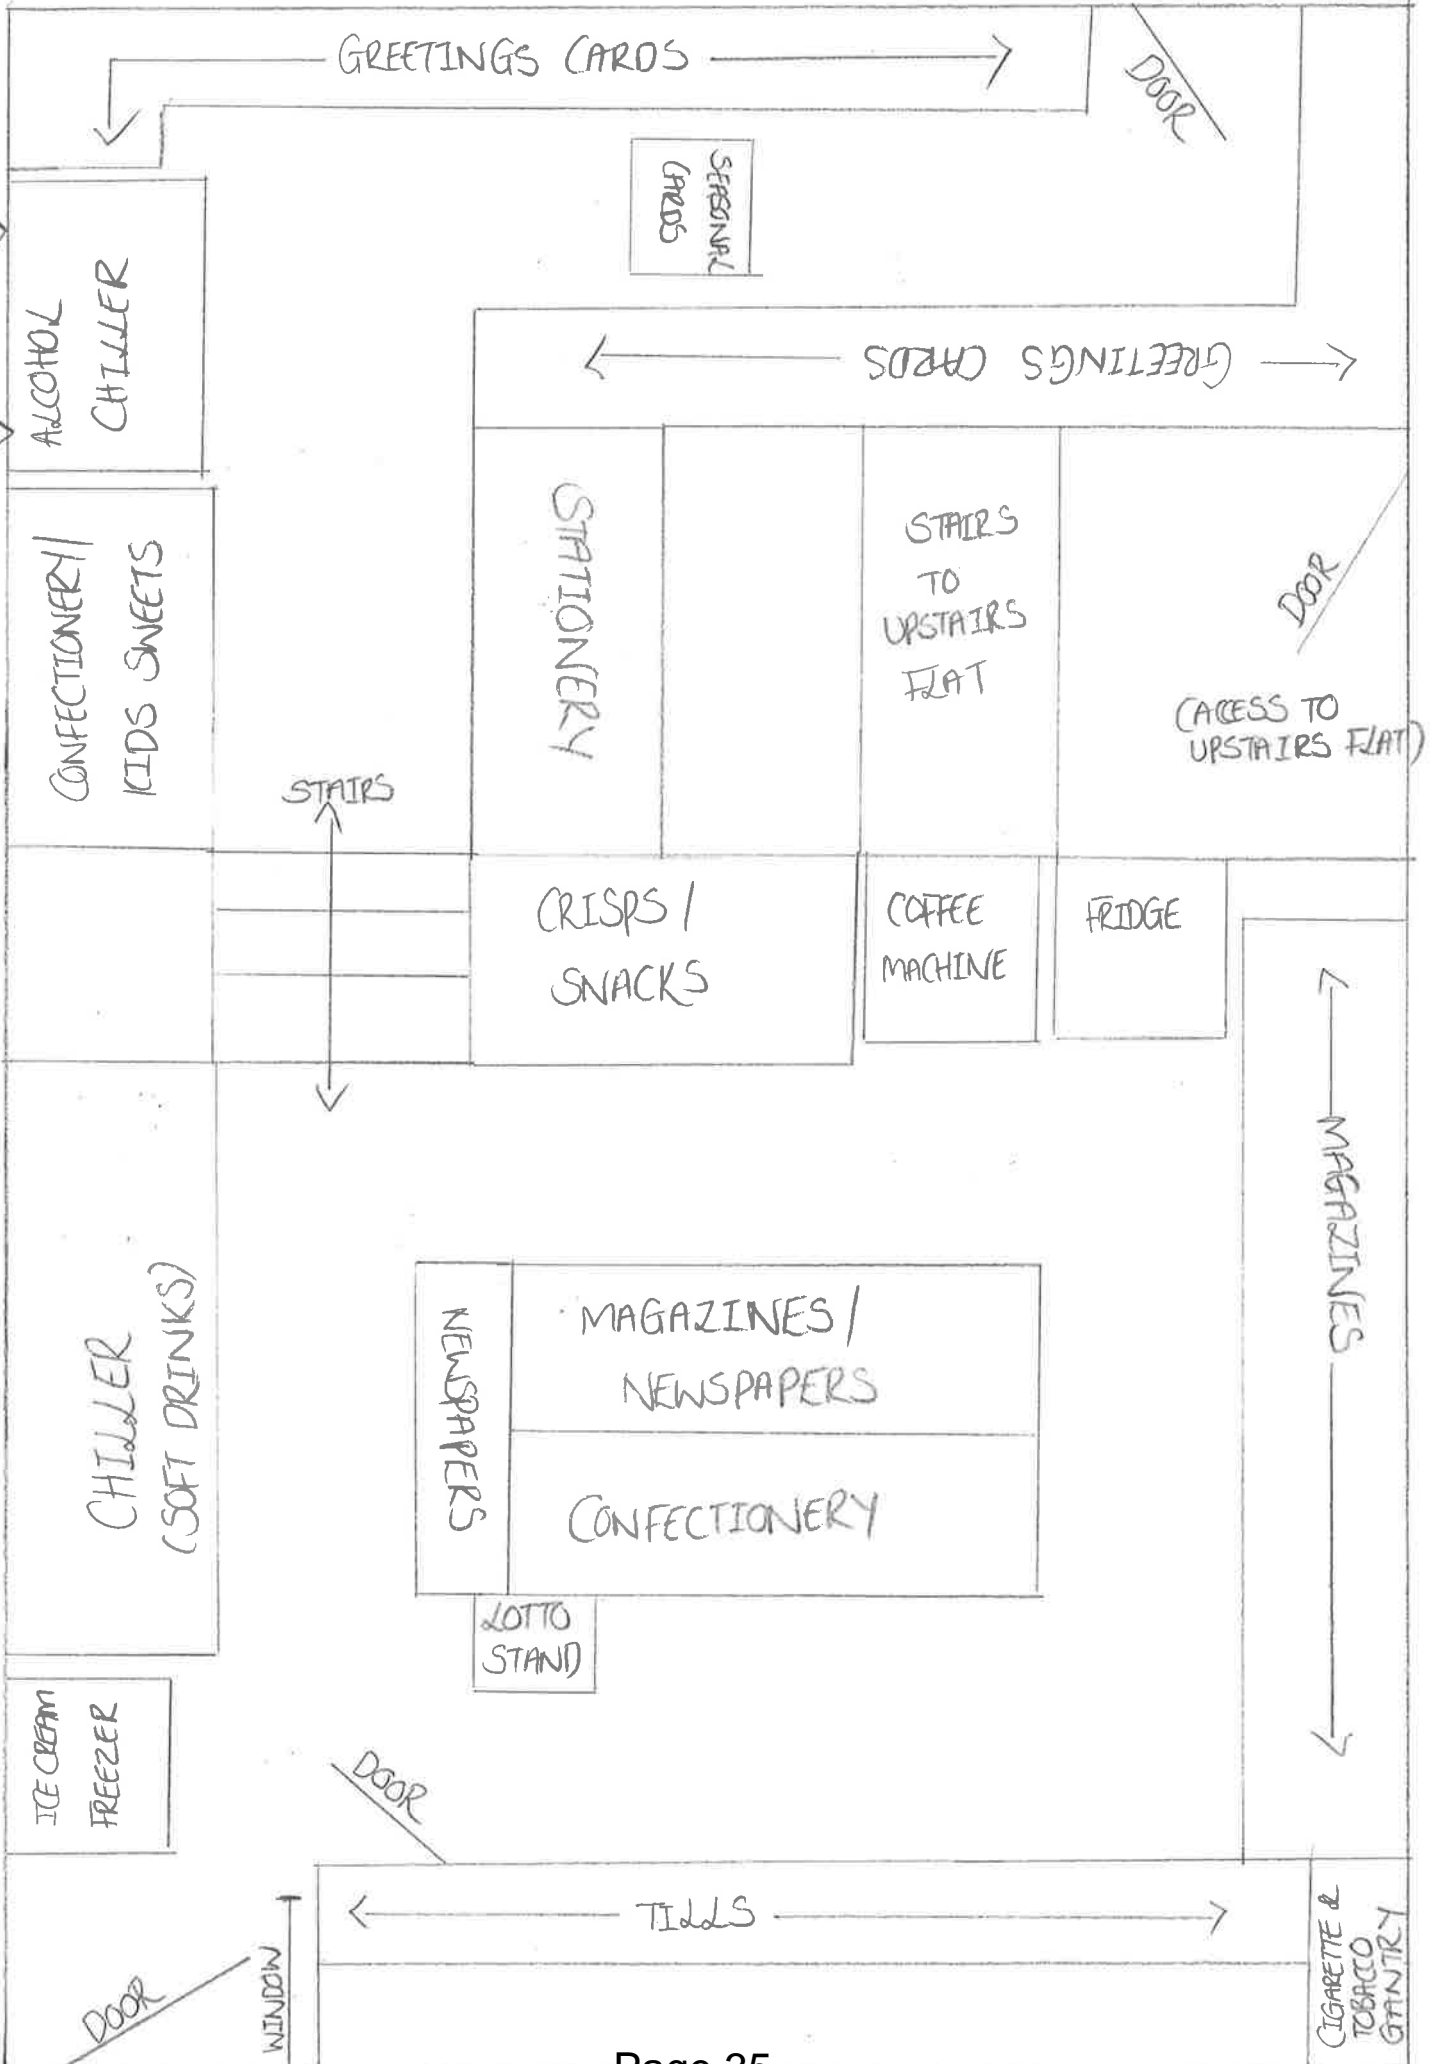 GREETINGS CARDS
DOOR
SEASONAL
CARDS
ALCOHOL
CHILLER
GREETINGS CARDS
CONFECTIONERY/
KIDS SWEETS
STATIONERY
STAIRS
TO
UPSTAIRS
FLAT
DOOR
(ACCESS TO
UPSTAIRS FLAT)
STAIRS
CRISPS/
SNACKS
COFFEE
MACHINE
FRIDGE
MAGAZINES
CHILLER
(SOFT DRINKS)
NEWSPAPERS
MAGAZINES/
NEWSPAPERS
CONFECTIONERY
LOTTO
STAND
ICE CREAM
FREEZER
DOOR
TILLS
CIGARETTE &
TOBACCO
GANTRY
WINDOW
DOOR
Page 35